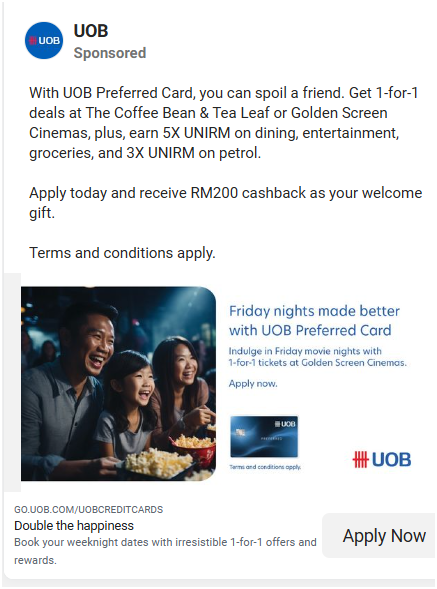 UOB
UOB
Sponsored
With UOB Preferred Card, you can spoil a friend. Get 1-for-1
deals at The Coffee Bean & Tea Leaf or Golden Screen
Cinemas, plus, earn 5X UNIRM on dining, entertainment,
groceries, and 3X UNIRM on petrol.
Apply today and receive RM200 cashback as your welcome
gift.
Terms and conditions apply.
Friday nights made better
with UOB Preferred Card
Indulge in Friday movie nights with
1-for-1 tickets at Golden Screen Cinemas.
Apply now.
UOB
PREFERRED
Terms and conditions apply.
UOB
GO.UOB.COM/UOBCREDITCARDS
Double the happiness
Book your weeknight dates with irresistible 1-for-1 offers and
rewards.
Apply Now